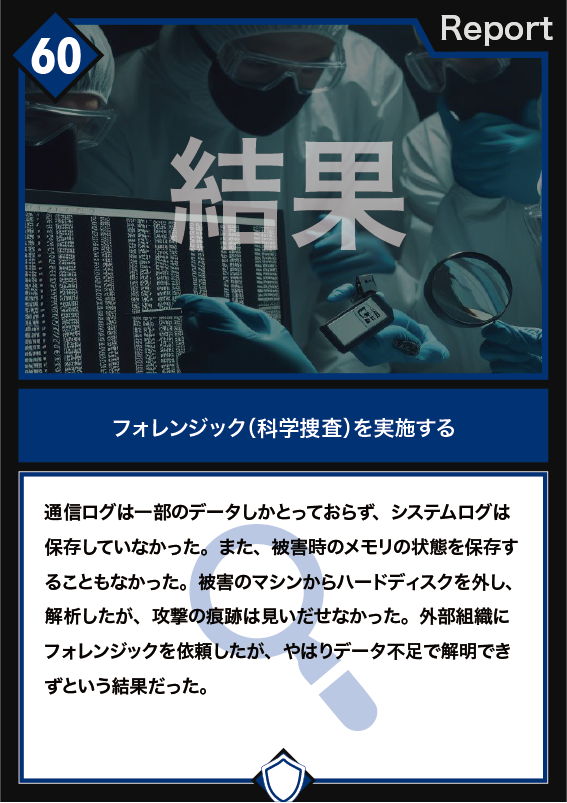 Report
60
結果
フォレンジック（科学捜査）を実施する
通信ログは一部のデータしかとっておらず、システムログは
保存していなかった。また、被害時のメモリの状態を保存す
ることもなかった。被害のマシンからハードディスクを外し、
解析したが、攻撃の痕跡は見いだせなかった。外部組織に
フォレンジックを依頼したが、やはりデータ不足で解明でき
ずという結果だった。